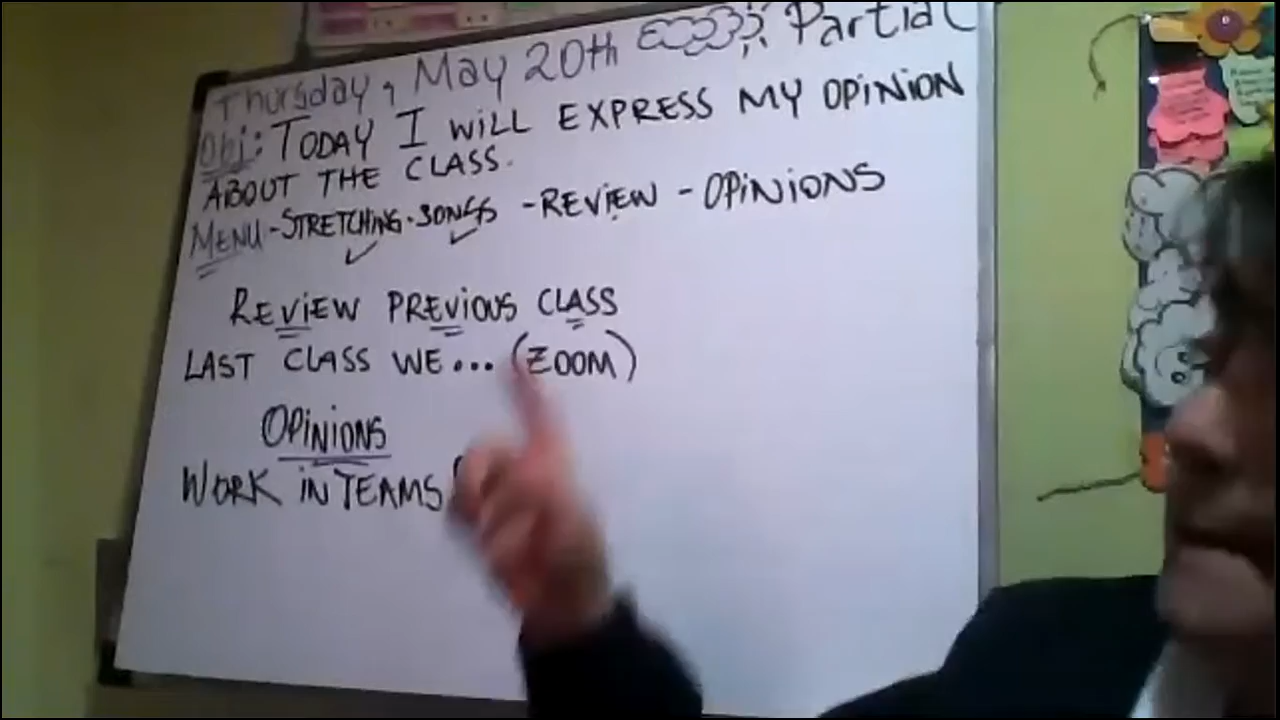 Thursday, May 20th Partial
Obj: TODAY I WILL EXPRESS MY OPINION
ABOUT THE CLASS.
MENU - STRETCHING - SONGS - REVIEW - OPINIONS
REVIEW PREVIOUS CLASS
LAST CLASS WE... (ZOOM)
OPINIONS
WORK IN TEAMS (